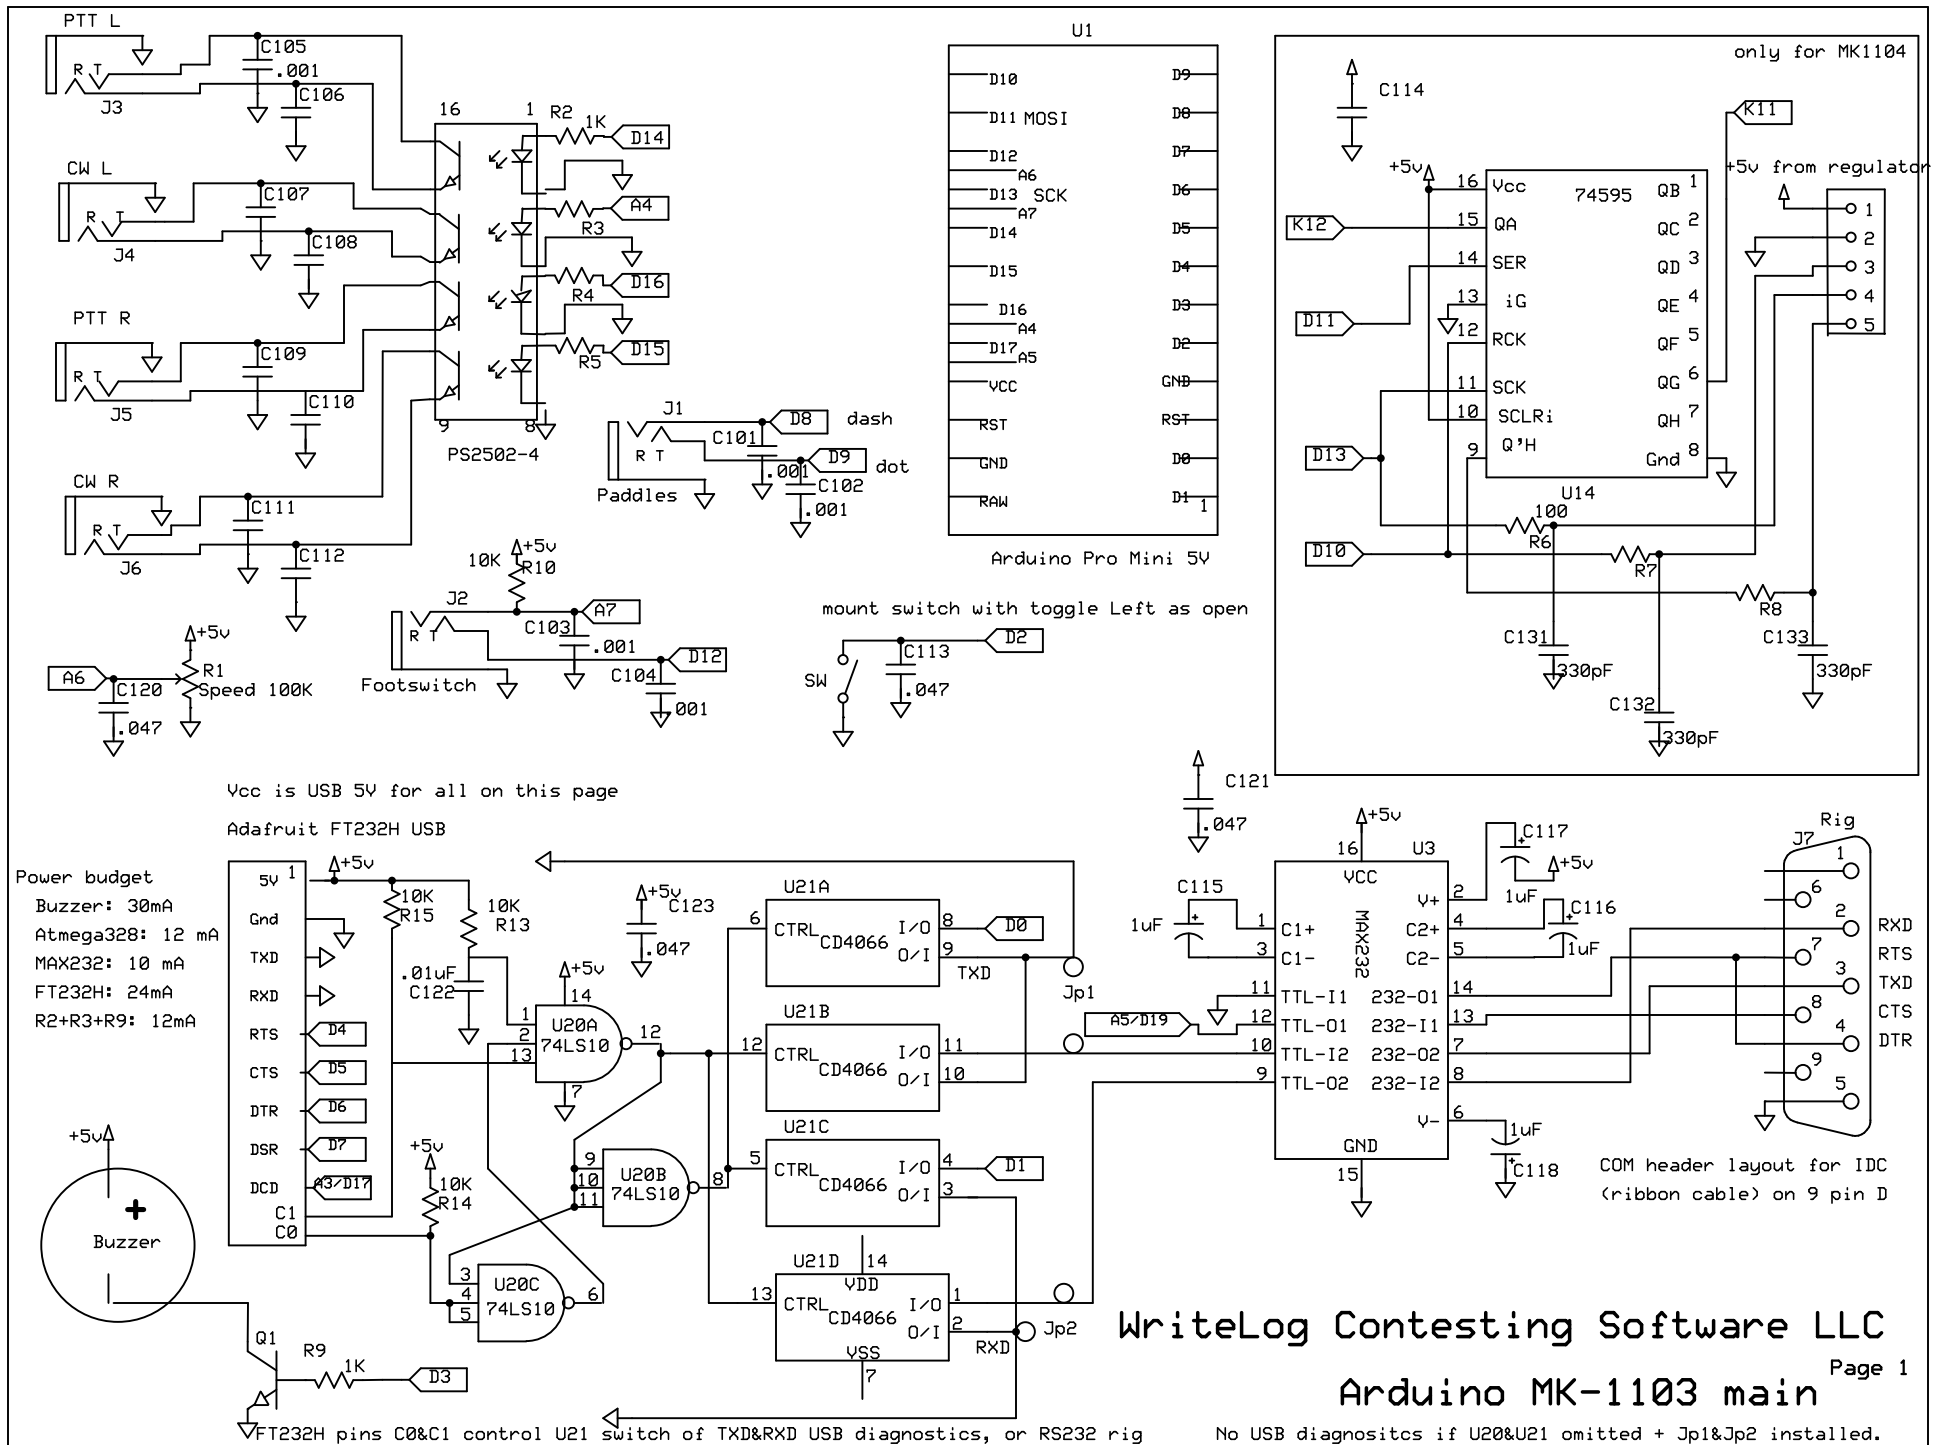 PTT L
R T
J3
C105
.001
C106
CW L
R T
J4
C107
C108
PTT R
R T
J5
C109
C110
CW R
R T
J6
C111
C112
16
1
9
8
PS2502-4
R2
1K
D14
A4
R3
D16
R4
D15
R5
J1
R T
Paddles
C101
.001
D8
dash
D9
dot
C102
.001
10K
+5v
R10
J2
R T
Footswitch
C103
.001
A7
C104
.001
D12
A6
C120
.047
+5v
R1
Speed 100K
U1
D10
D11 MOSI
D12
A6
D13 SCK
A7
D14
D15
D16
A4
D17
A5
VCC
RST
GND
RAW
D9
D8
D7
D6
D5
D4
D3
D2
GND
RST
D0
D1
1
Arduino Pro Mini 5V
mount switch with toggle Left as open
SW
C113
.047
D2
only for MK1104
C114
K11
+5v
+5v from regulator
16 Vcc
15 QA
14 SER
13 iG
12 RCK
11 SCK
10 SCLRi
9 Q'H
74595
QB 1
QC 2
QD 3
QE 4
QF 5
QG 6
QH 7
Gnd 8
U14
K12
D11
D13
D10
1
2
3
4
5
100
R6
R7
R8
C131
330pF
C132
330pF
C133
330pF
Vcc is USB 5V for all on this page
Adafruit FT232H USB
Power budget
Buzzer: 30mA
Atmega328: 12 mA
MAX232: 10 mA
FT232H: 24mA
R2+R3+R9: 12mA
5V 1
Gnd
TXD
RXD
RTS
CTS
DTR
DSR
DCD
C1
C0
D4
D5
D6
D7
A3/D17
+5v
10K
R15
10K
R13
.01uF
C122
+5v
10K
R14
+5v
C123
.047
+5v
14
1
2
13
U20A
74LS10
12
7
9
10
11
U20B
74LS10
8
3
4
5
U20C
74LS10
6
U21A
6 CTRL
CD4066
I/O 8
O/I 9
D0
TXD
Jp1
U21B
12 CTRL
CD4066
I/O 11
O/I 10
U21C
5 CTRL
CD4066
I/O 4
O/I 3
D1
U21D
14
VDD
13 CTRL
CD4066
I/O 1
O/I 2
VSS
7
RXD
Jp2
C121
.047
+5v
16
U3
VCC
MAX232
C115
1uF
1 C1+
3 C1-
11 TTL-I1
12 TTL-O1
10 TTL-I2
9 TTL-O2
A5/D19
V+ 2
C2+ 4
C2- 5
232-O1 14
232-I1 13
232-O2 7
232-I2 8
V- 6
GND
15
C117
+5v
1uF
C116
1uF
1uF
C118
Rig
J7
1
6
2
7
3
8
4
9
5
RXD
RTS
TXD
CTS
DTR
COM header layout for IDC
(ribbon cable) on 9 pin D
+5v
+
Buzzer
Q1
R9
1K
D3
WriteLog Contesting Software LLC
Page 1
Arduino MK-1103 main
FT232H pins C0&C1 control U21 switch of TXD&RXD USB diagnostics, or RS232 rig
No USB diagnositcs if U20&U21 omitted + Jp1&Jp2 installed.